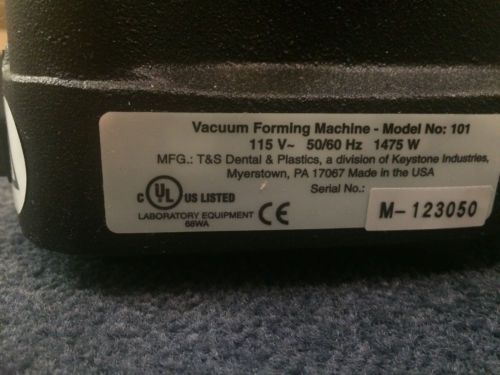 Vacuum Forming Machine - Model No: 101
115 V~ 50/60 Hz 1475 W
MFG.: T&S Dental & Plastics, a division of Keystone Industries,
Myerstown, PA 17067 Made in the USA
Serial No.:
M-123050
C UL US LISTED
LABORATORY EQUIPMENT
68WA
CE